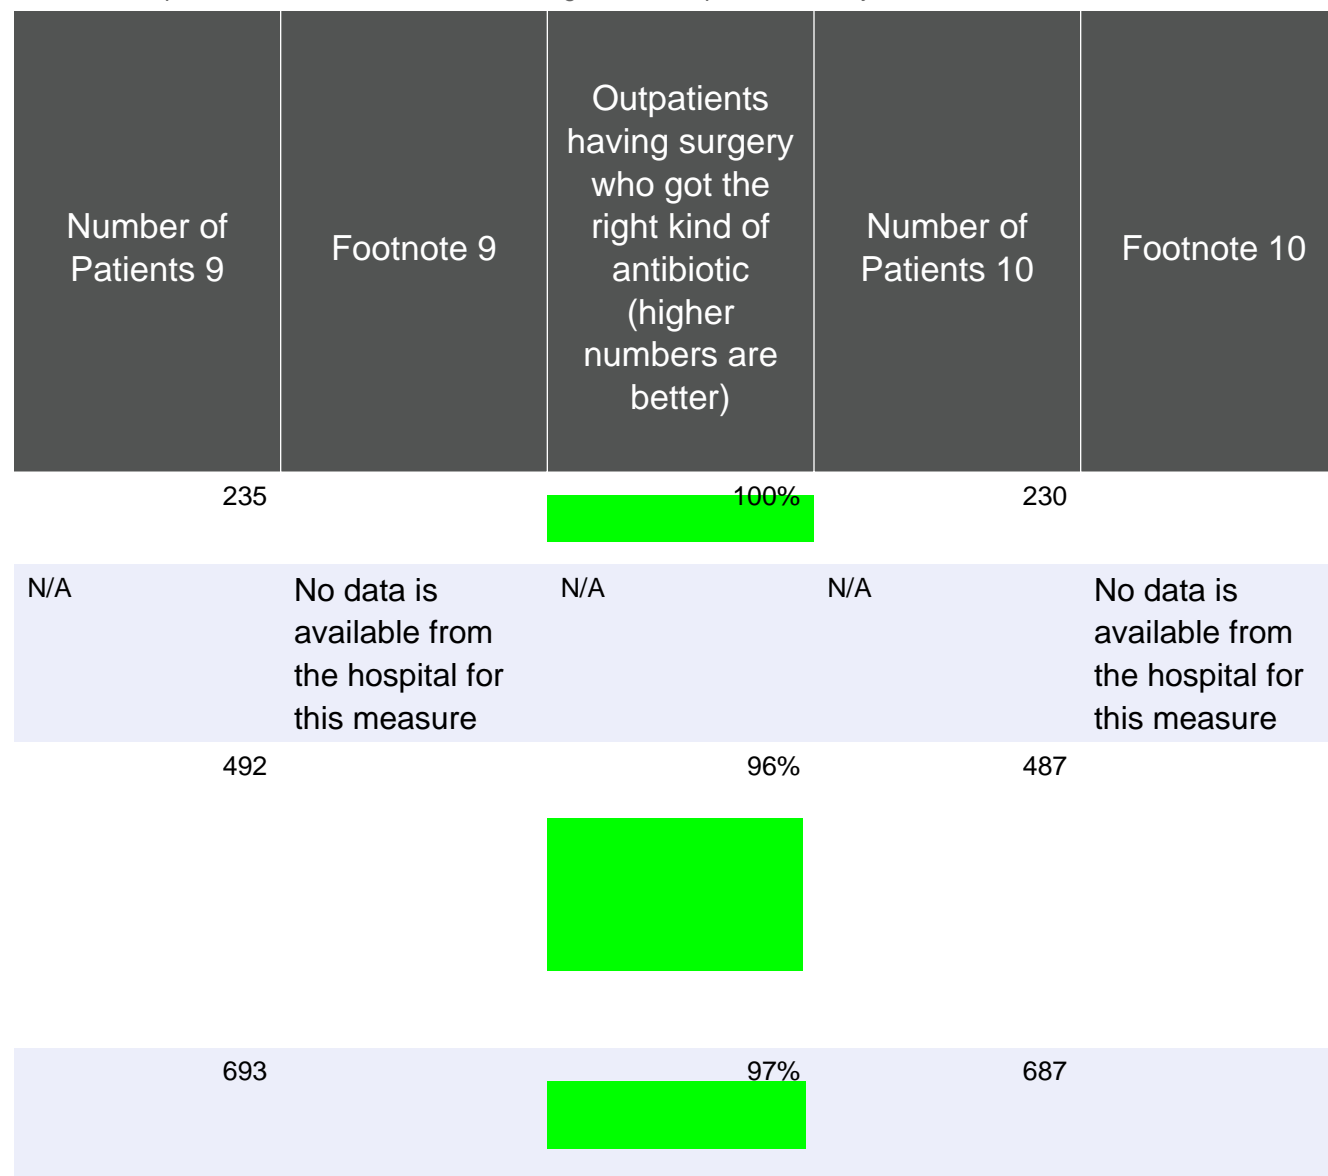 Number of
Patients 9
Footnote 9
Outpatients
having surgery
who got the
right kind of
antibiotic
(higher
numbers are
better)
Number of
Patients 10
Footnote 10
235
100%
230
N/A
No data is
available from
the hospital for
this measure
N/A
N/A
No data is
available from
the hospital for
this measure
492
96%
487
693
97%
687